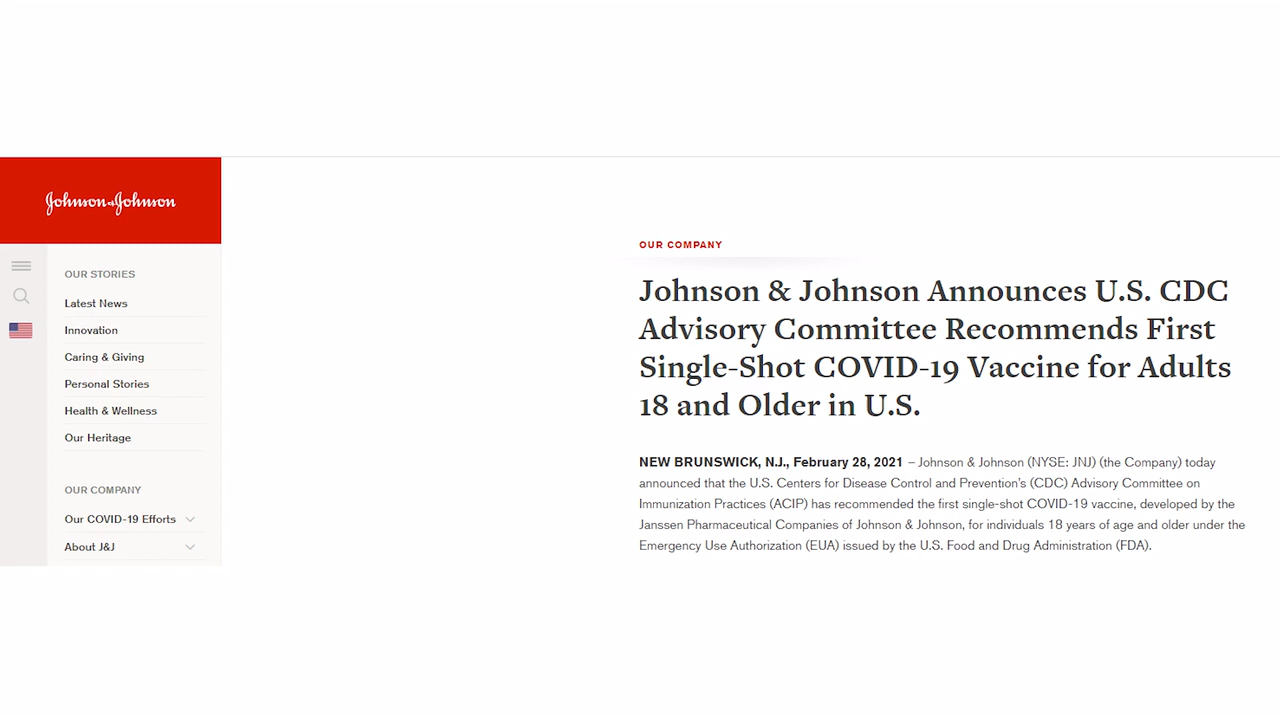 Johnson & Johnson
OUR STORIES
Latest News
Innovation
Caring & Giving
Personal Stories
Health & Wellness
Our Heritage
OUR COMPANY
Our COVID-19 Efforts
About J&J
OUR COMPANY
Johnson & Johnson Announces U.S. CDC
Advisory Committee Recommends First
Single-Shot COVID-19 Vaccine for Adults
18 and Older in U.S.
NEW BRUNSWICK, N.J., February 28, 2021 – Johnson & Johnson (NYSE: JNJ) (the Company) today
announced that the U.S. Centers for Disease Control and Prevention's (CDC) Advisory Committee on
Immunization Practices (ACIP) has recommended the first single-shot COVID-19 vaccine, developed by the
Janssen Pharmaceutical Companies of Johnson & Johnson, for individuals 18 years of age and older under the
Emergency Use Authorization (EUA) issued by the U.S. Food and Drug Administration (FDA).